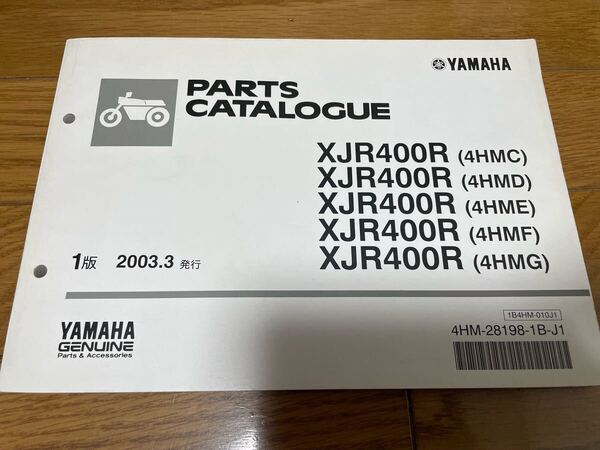 YAMAHA
PARTS
CATALOGUE
XJR400R (4HMC)
XJR400R (4HMD)
XJR400R (4HME)
XJR400R (4HMF)
XJR400R (4HMG)
1版 2003.3 発行
YAMAHA
GENUINE
Parts & Accessories
1B4HM-010J1
4HM-28198-1B-J1